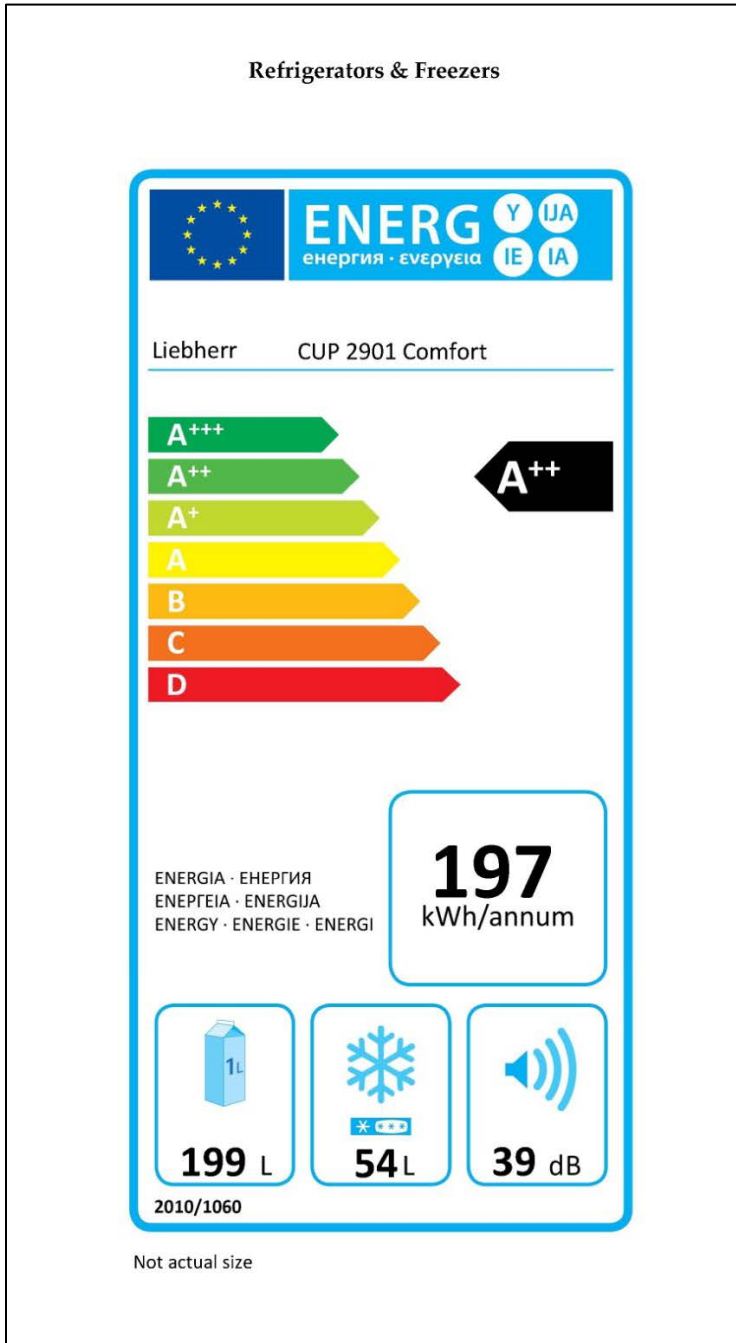 Refrigerators & Freezers
ENERG Y IJA
енергия · ενεργεια IE IA
Liebherr CUP 2901 Comfort
A+++
A++ A++
A+
A
B
C
D
197
kWh/annum
ENERGIA · ЕНЕРГИЯ
ΕΝΕΡΓΕΙΑ · ENERGIJA
ENERGY · ENERGIE · ENERGI
1L
199 L 54 L 39 dB
2010/1060
Not actual size